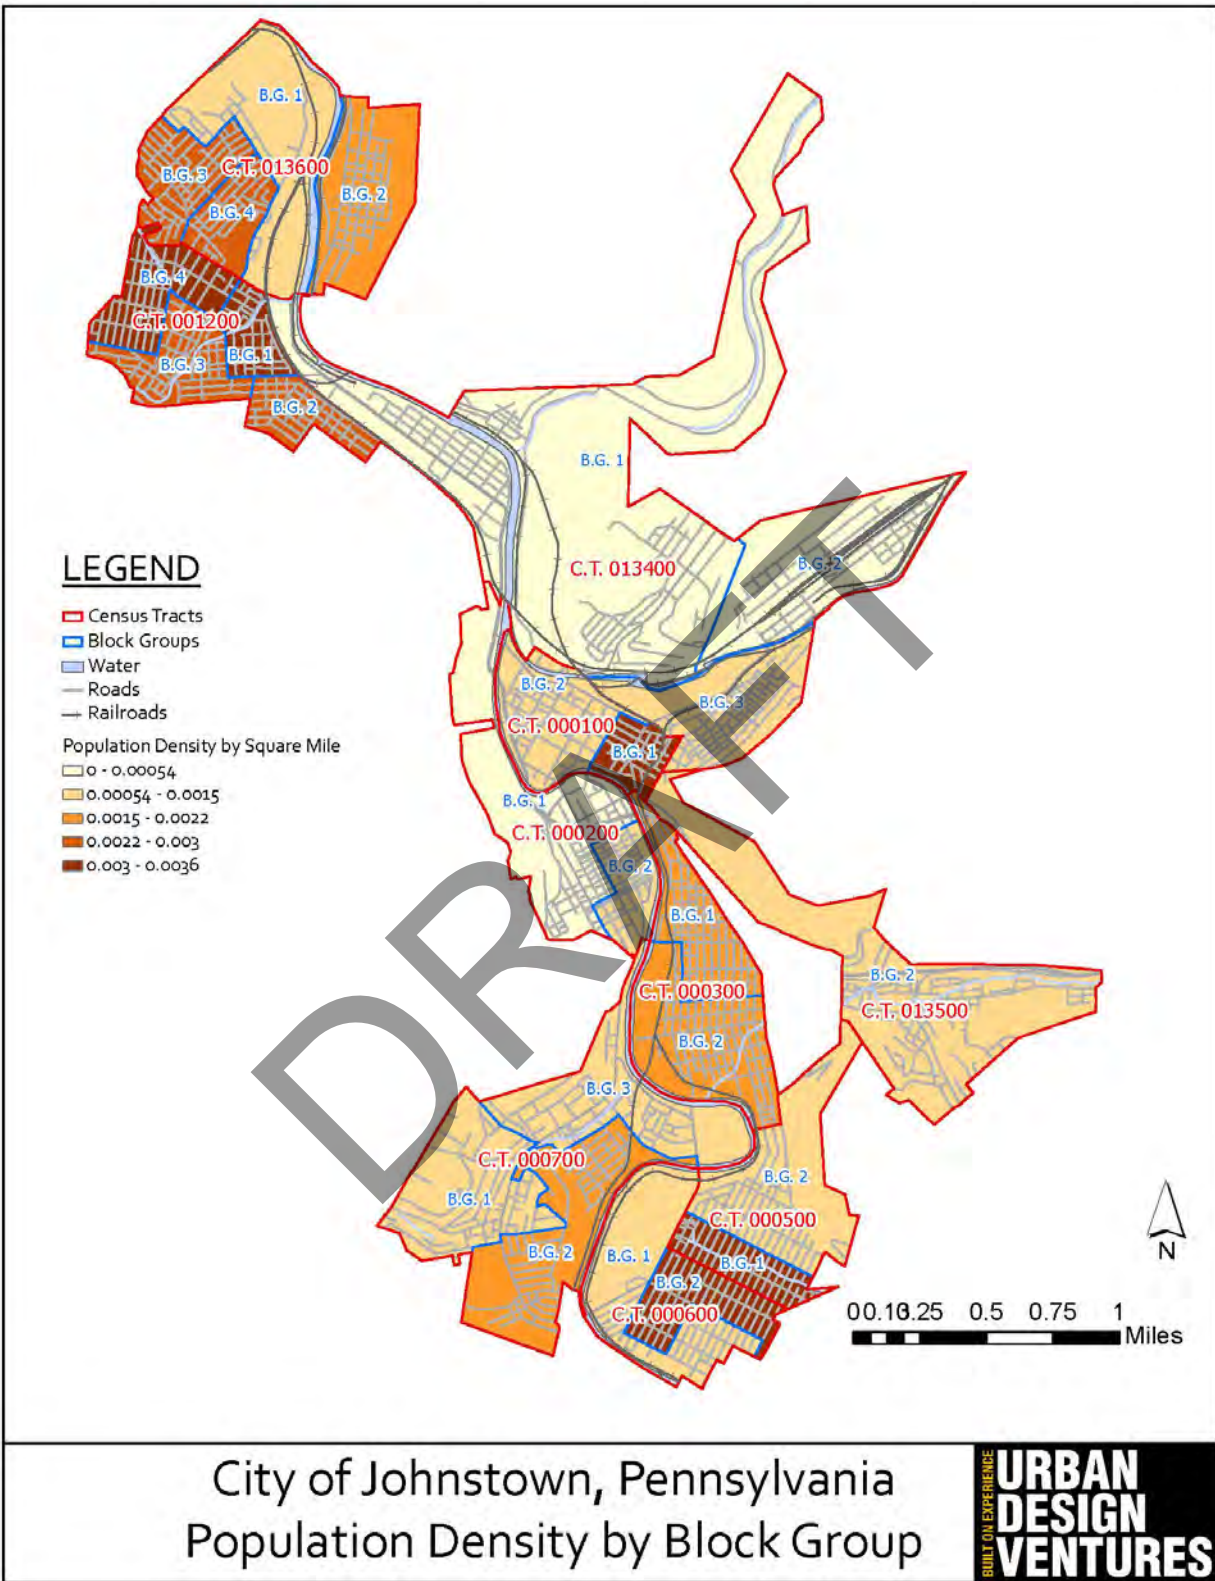 B.G. 1
C.T. 013600
B.G. 3
B.G. 2
B.G. 4
B.G. 4
C.T. 001200
B.G. 1
B.G. 3
B.G. 2
B.G. 1
C.T. 013400
B.G. 2
LEGEND
Census Tracts
Block Groups
Water
Roads
Railroads
Population Density by Square Mile
0 - 0.00054
0.00054 - 0.0015
0.0015 - 0.0022
0.0022 - 0.003
0.003 - 0.0036
B.G. 2
B.G. 3
C.T. 000100
B.G. 1
B.G. 1
C.T. 000200
B.G. 2
B.G. 1
B.G. 2
C.T. 000300
C.T. 013500
B.G. 2
B.G. 3
C.T. 000700
B.G. 1
B.G. 2
B.G. 2
C.T. 000500
B.G. 1
B.G. 1
B.G. 2
C.T. 000600
DRAFT
N
0 0.13 0.25 0.5 0.75 1
Miles
City of Johnstown, Pennsylvania
Population Density by Block Group
BUILT ON EXPERIENCE
URBAN
DESIGN
VENTURES